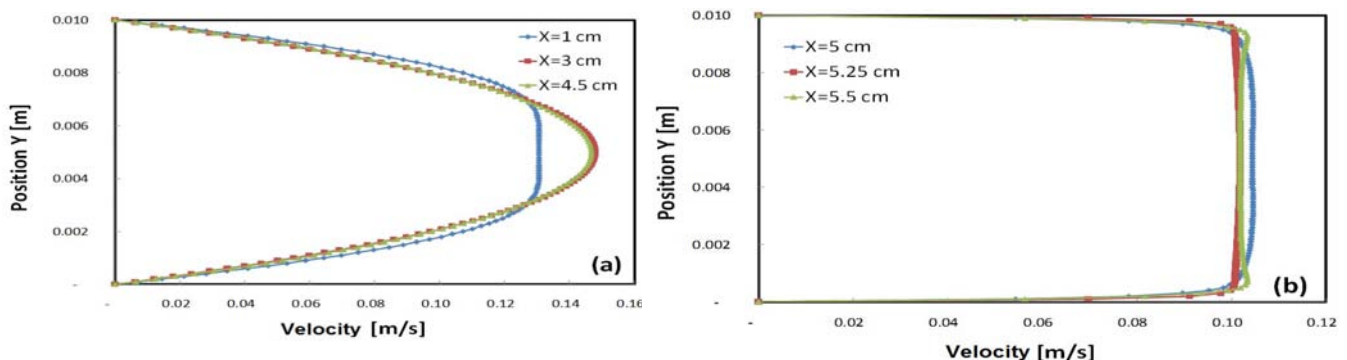 0.010
0.008
0.006
0.004
0.002
-
Position Y [m]
X=1 cm
X=3 cm
X=4.5 cm
(a)
- 0.02 0.04 0.06 0.08 0.10 0.12 0.14 0.16
Velocity [m/s]
0.010
0.008
0.006
0.004
0.002
-
Position Y [m]
X=5 cm
X=5.25 cm
X=5.5 cm
(b)
- 0.02 0.04 0.06 0.08 0.10 0.12
Velocity [m/s]